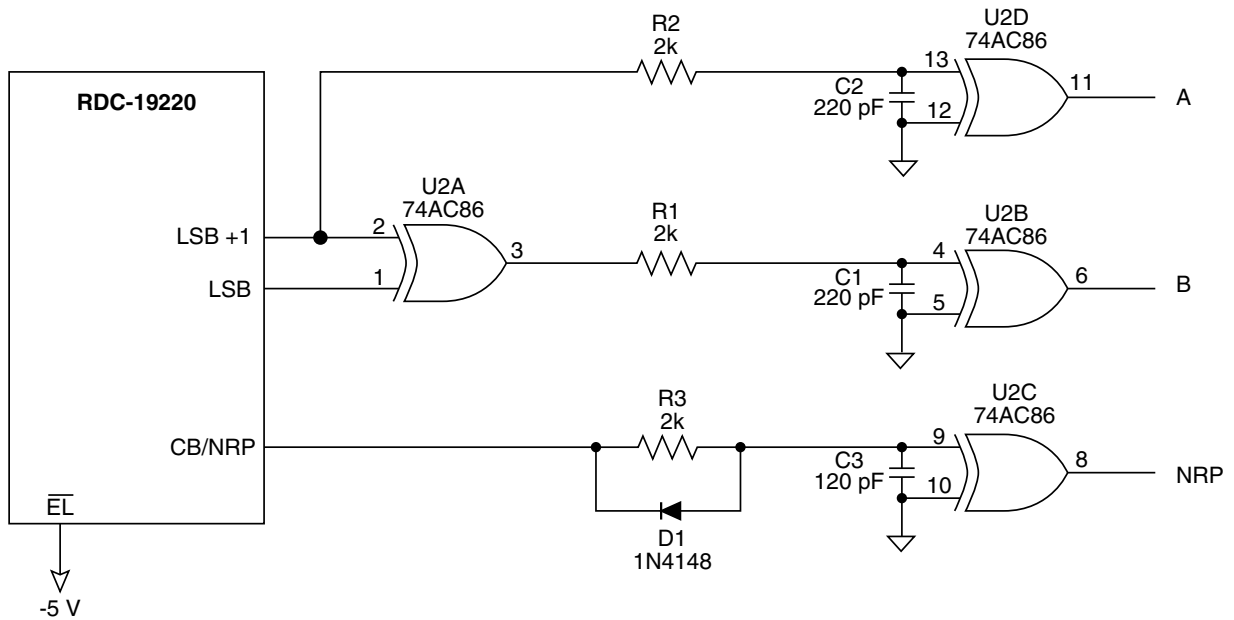 U2D
74AC86
R2
2k
13
11
A
C2
220 pF
12
RDC-19220
U2A
74AC86
LSB +1
2
3
LSB
1
R1
2k
U2B
74AC86
4
6
B
C1
220 pF
5
CB/NRP
R3
2k
U2C
74AC86
9
8
NRP
C3
120 pF
10
D1
1N4148
EL
-5 V